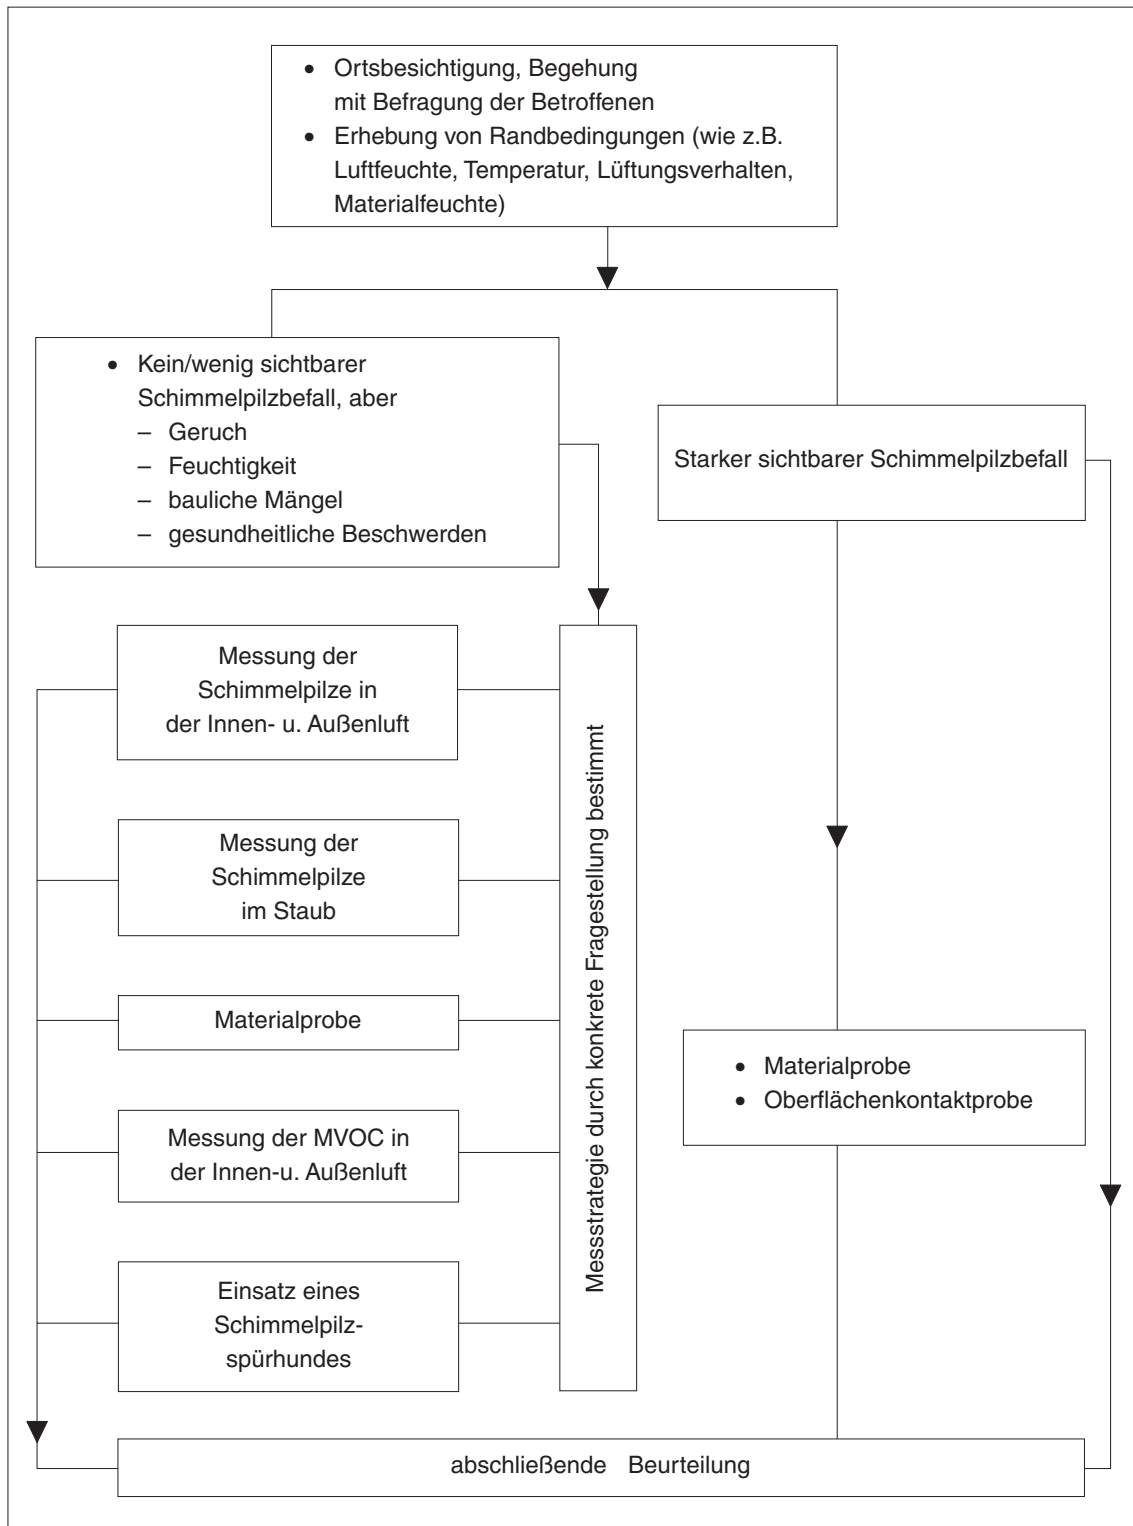 • Ortsbesichtigung, Begehung
mit Befragung der Betroffenen
• Erhebung von Randbedingungen (wie z.B.
Luftfeuchte, Temperatur, Lüftungsverhalten,
Materialfeuchte)
• Kein/wenig sichtbarer
Schimmelpilzbefall, aber
– Geruch
– Feuchtigkeit
– bauliche Mängel
– gesundheitliche Beschwerden
Starker sichtbarer Schimmelpilzbefall
Messung der
Schimmelpilze in
der Innen- u. Außenluft
Messung der
Schimmelpilze
im Staub
Materialprobe
Messung der MVOC in
der Innen-u. Außenluft
Einsatz eines
Schimmelpilz-
spürhundes
Messstrategie durch konkrete Fragestellung bestimmt
• Materialprobe
• Oberflächenkontaktprobe
abschließende Beurteilung